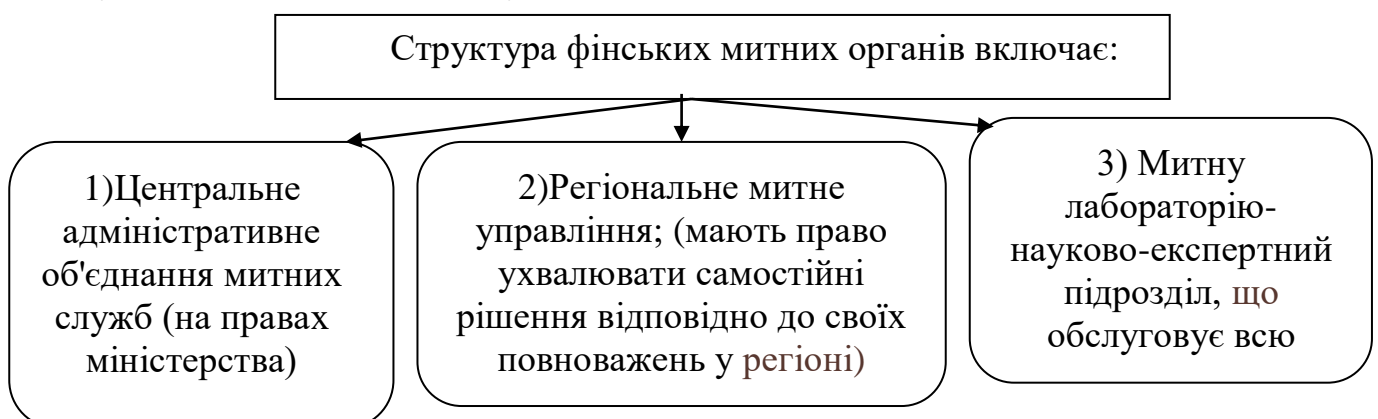 Структура фінських митних органів включає:
1)Центральне
адміністративне
об'єднання митних
служб (на правах
міністерства)
2)Регіональне митне
управління; (мають право
ухвалювати самостійні
рішення відповідно до своїх
повноважень у регіоні)
3) Митну
лабораторію-
науково-експертний
підрозділ, що
обслуговує всю